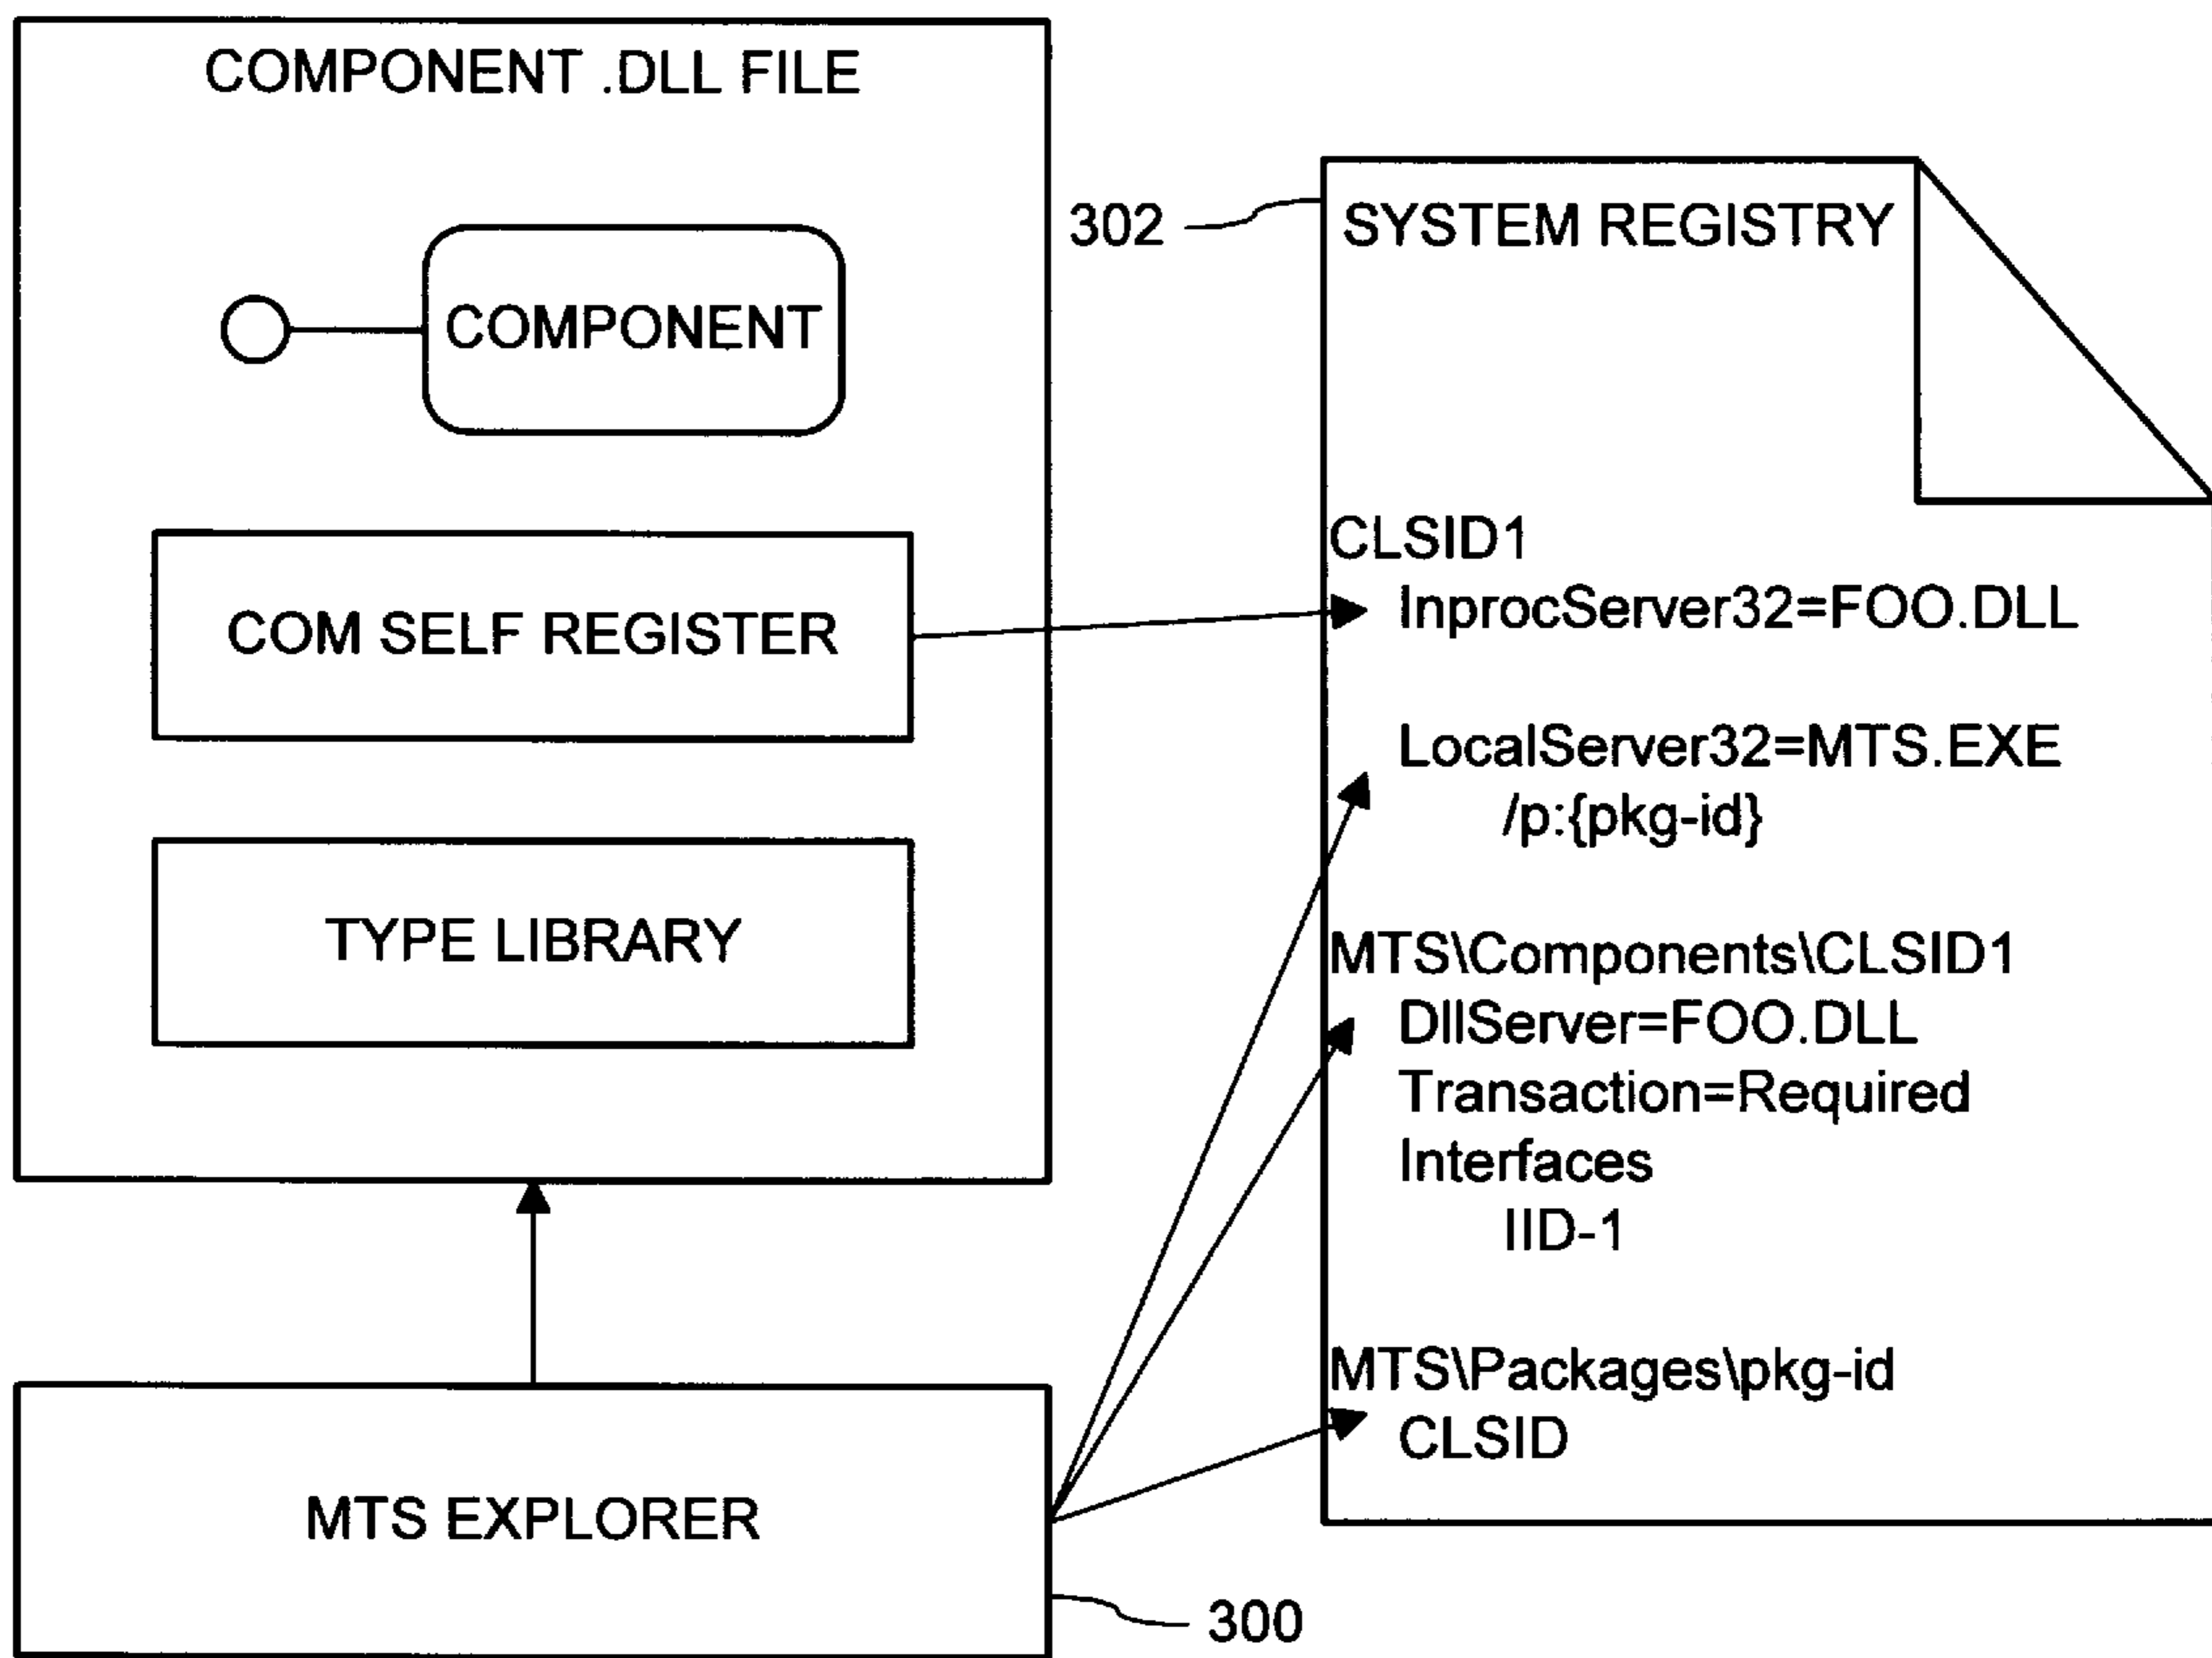 COMPONENT .DLL FILE
COMPONENT
COM SELF REGISTER
TYPE LIBRARY
MTS EXPLORER
300
302
SYSTEM REGISTRY
CLSID1
InprocServer32=FOO.DLL
LocalServer32=MTS.EXE
/p:{pkg-id}
MTS\Components\CLSID1
DllServer=FOO.DLL
Transaction=Required
Interfaces
IID-1
MTS\Packages\pkg-id
CLSID